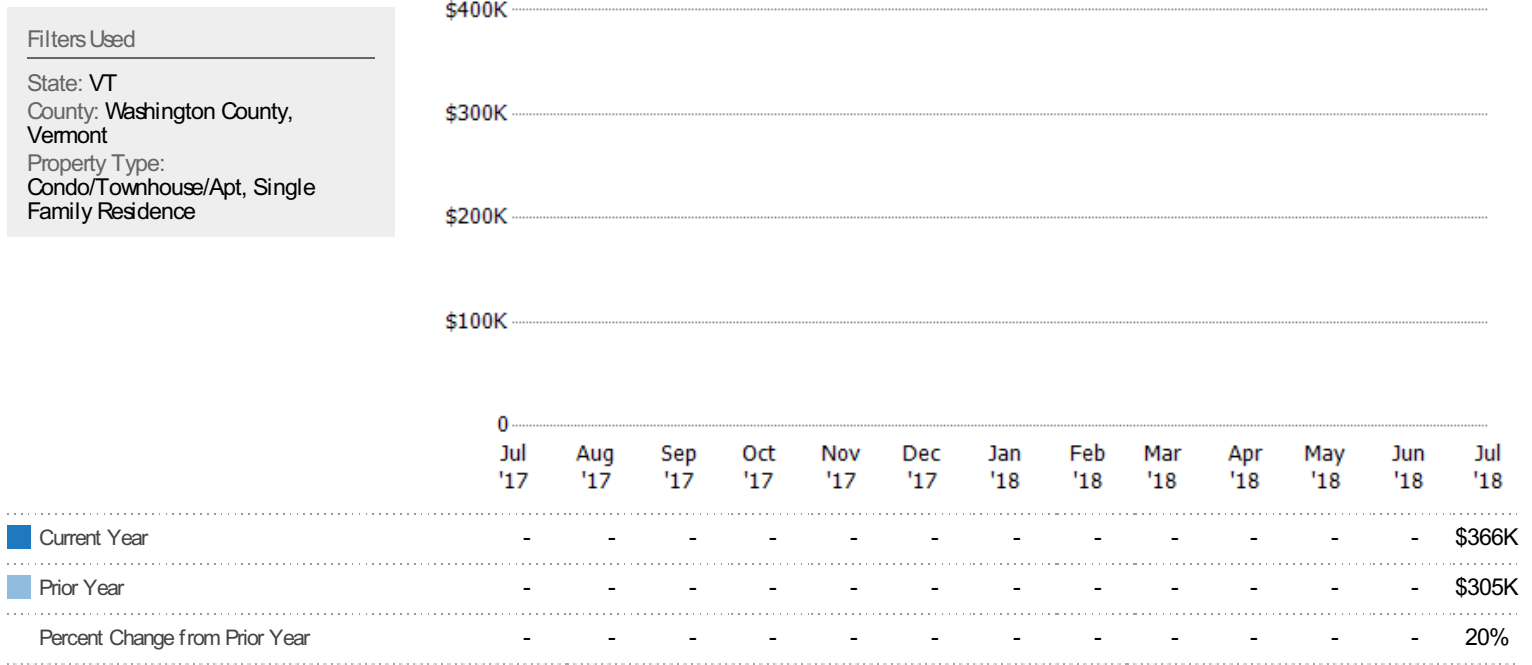 Filters Used
State: VT
County: Washington County,
Vermont
Property Type:
Condo/Townhouse/Apt, Single
Family Residence
$400K
$300K
$200K
$100K
0
Jul Aug Sep Oct Nov Dec Jan Feb Mar Apr May Jun Jul
'17 '17 '17 '17 '17 '17 '18 '18 '18 '18 '18 '18 '18
Current Year - - - - - - - - - - - - $366K
Prior Year - - - - - - - - - - - - $305K
Percent Change from Prior Year - - - - - - - - - - - - 20%